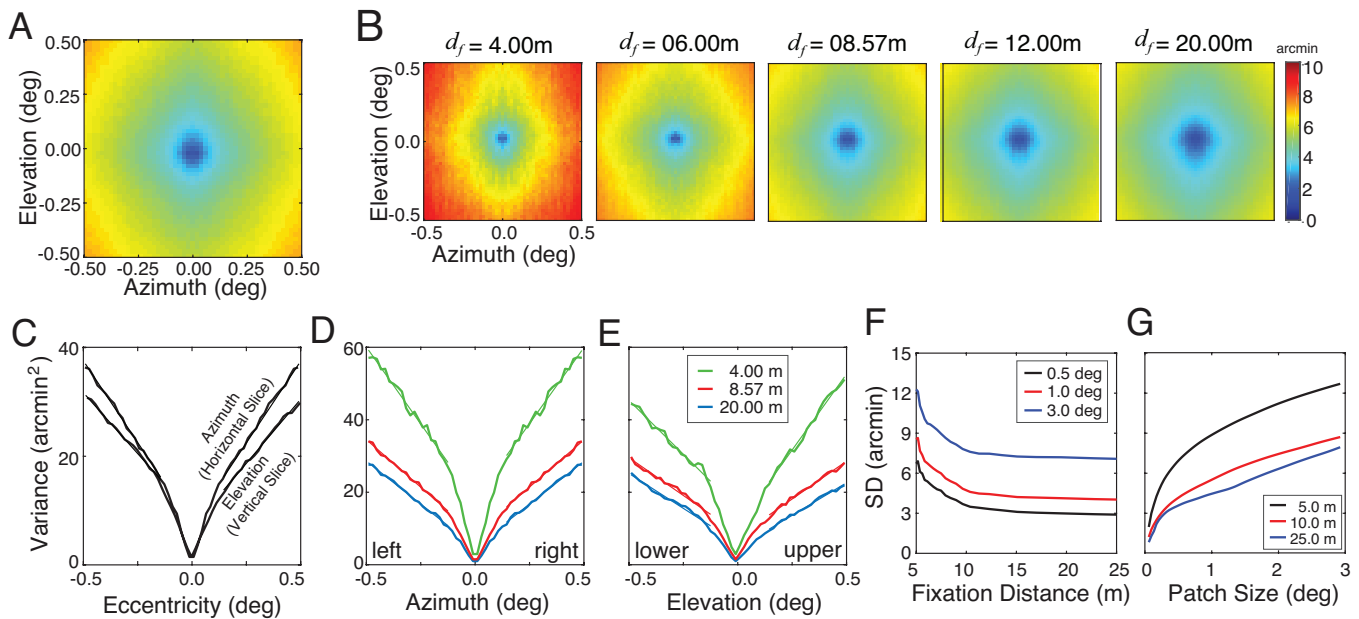 A
0.50
0.25
0.00
-0.25
-0.50
Elevation (deg)
-0.50 -0.25 0.00 0.25 0.50
Azimuth (deg)
B
d_f = 4.00m
d_f = 06.00m
d_f = 08.57m
d_f = 12.00m
d_f = 20.00m
0.5
0.0
-0.5
Elevation (deg)
-0.5 0.0 0.5
Azimuth (deg)
arcmin
10
8
6
4
2
0
C
40
20
0
Variance (arcmin²)
Azimuth
(Horizontal Slice)
Elevation
(Vertical Slice)
-0.5 0 0.5
Eccentricity (deg)
D
60
40
20
0
left
right
-0.5 0.0 0.5
Azimuth (deg)
E
4.00 m
8.57 m
20.00 m
lower
upper
-0.5 0.0 0.5
Elevation (deg)
F
15
12
9
6
3
0
SD (arcmin)
0.5 deg
1.0 deg
3.0 deg
5 10 15 20 25
Fixation Distance (m)
G
5.0 m
10.0 m
25.0 m
0 1 2 3
Patch Size (deg)